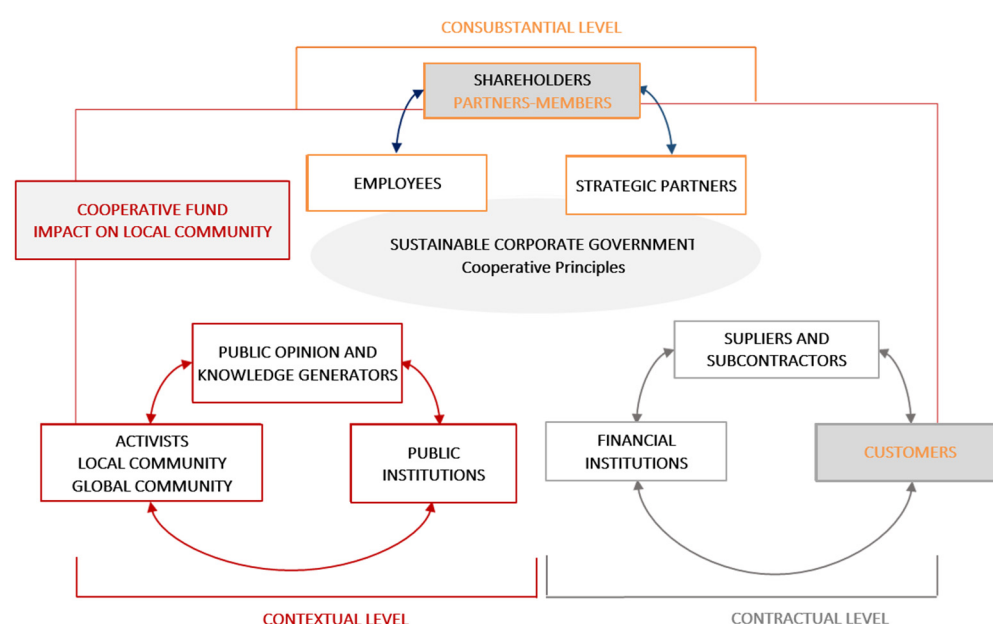 CONSUBSTANTIAL LEVEL
SHAREHOLDERS
PARTNERS-MEMBERS
EMPLOYEES
STRATEGIC PARTNERS
COOPERATIVE FUND
IMPACT ON LOCAL COMMUNITY
SUSTAINABLE CORPORATE GOVERNMENT
Cooperative Principles
PUBLIC OPINION AND
KNOWLEDGE GENERATORS
SUPLIERS AND
SUBCONTRACTORS
ACTIVISTS
LOCAL COMMUNITY
GLOBAL COMMUNITY
PUBLIC
INSTITUTIONS
FINANCIAL
INSTITUTIONS
CUSTOMERS
CONTEXTUAL LEVEL
CONTRACTUAL LEVEL